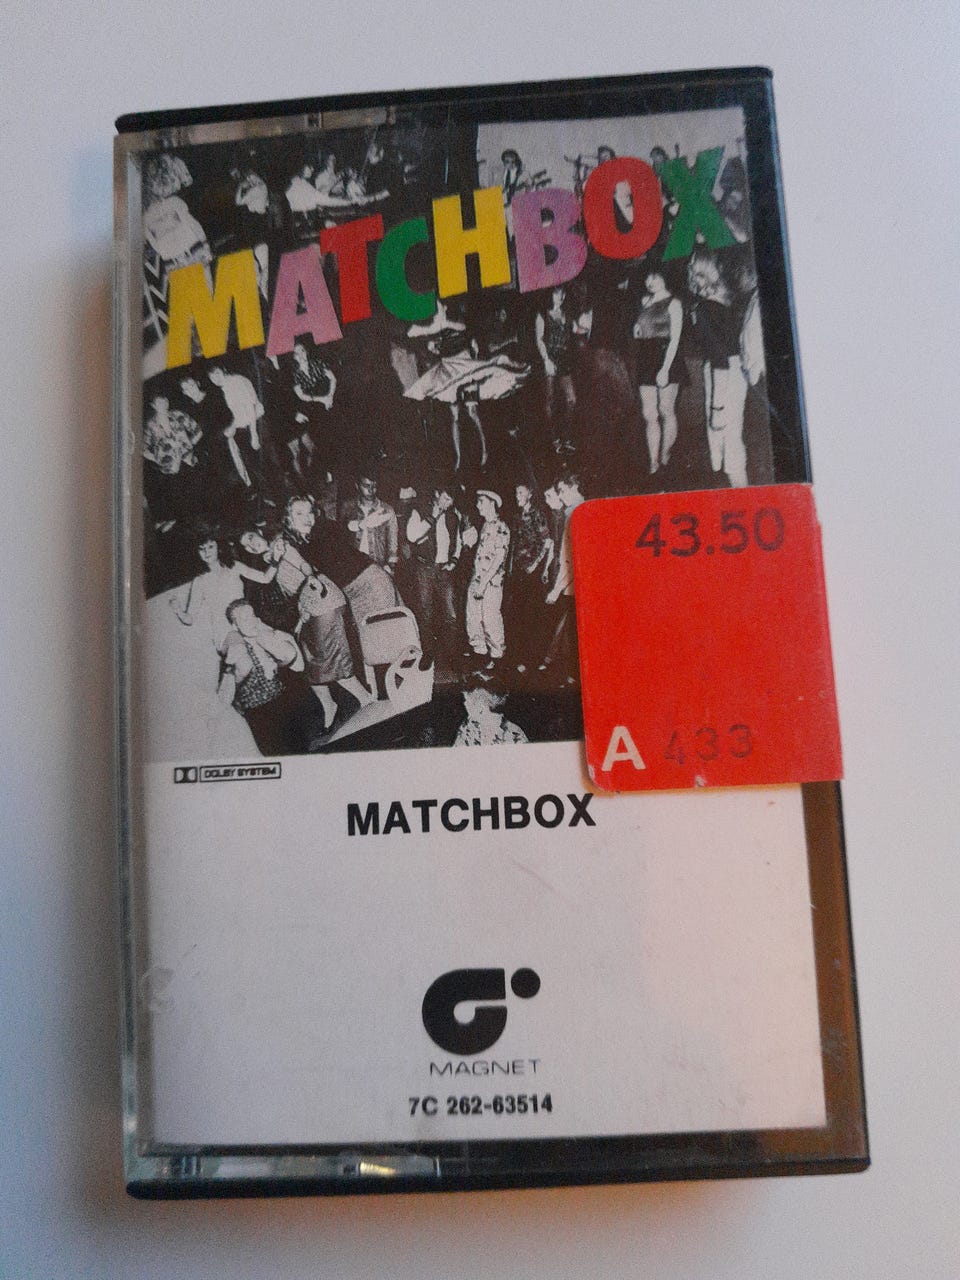 MATCHBOX
43.50
A 433
DOLBY SYSTEM
MATCHBOX
MAGNET
7C 262-63514